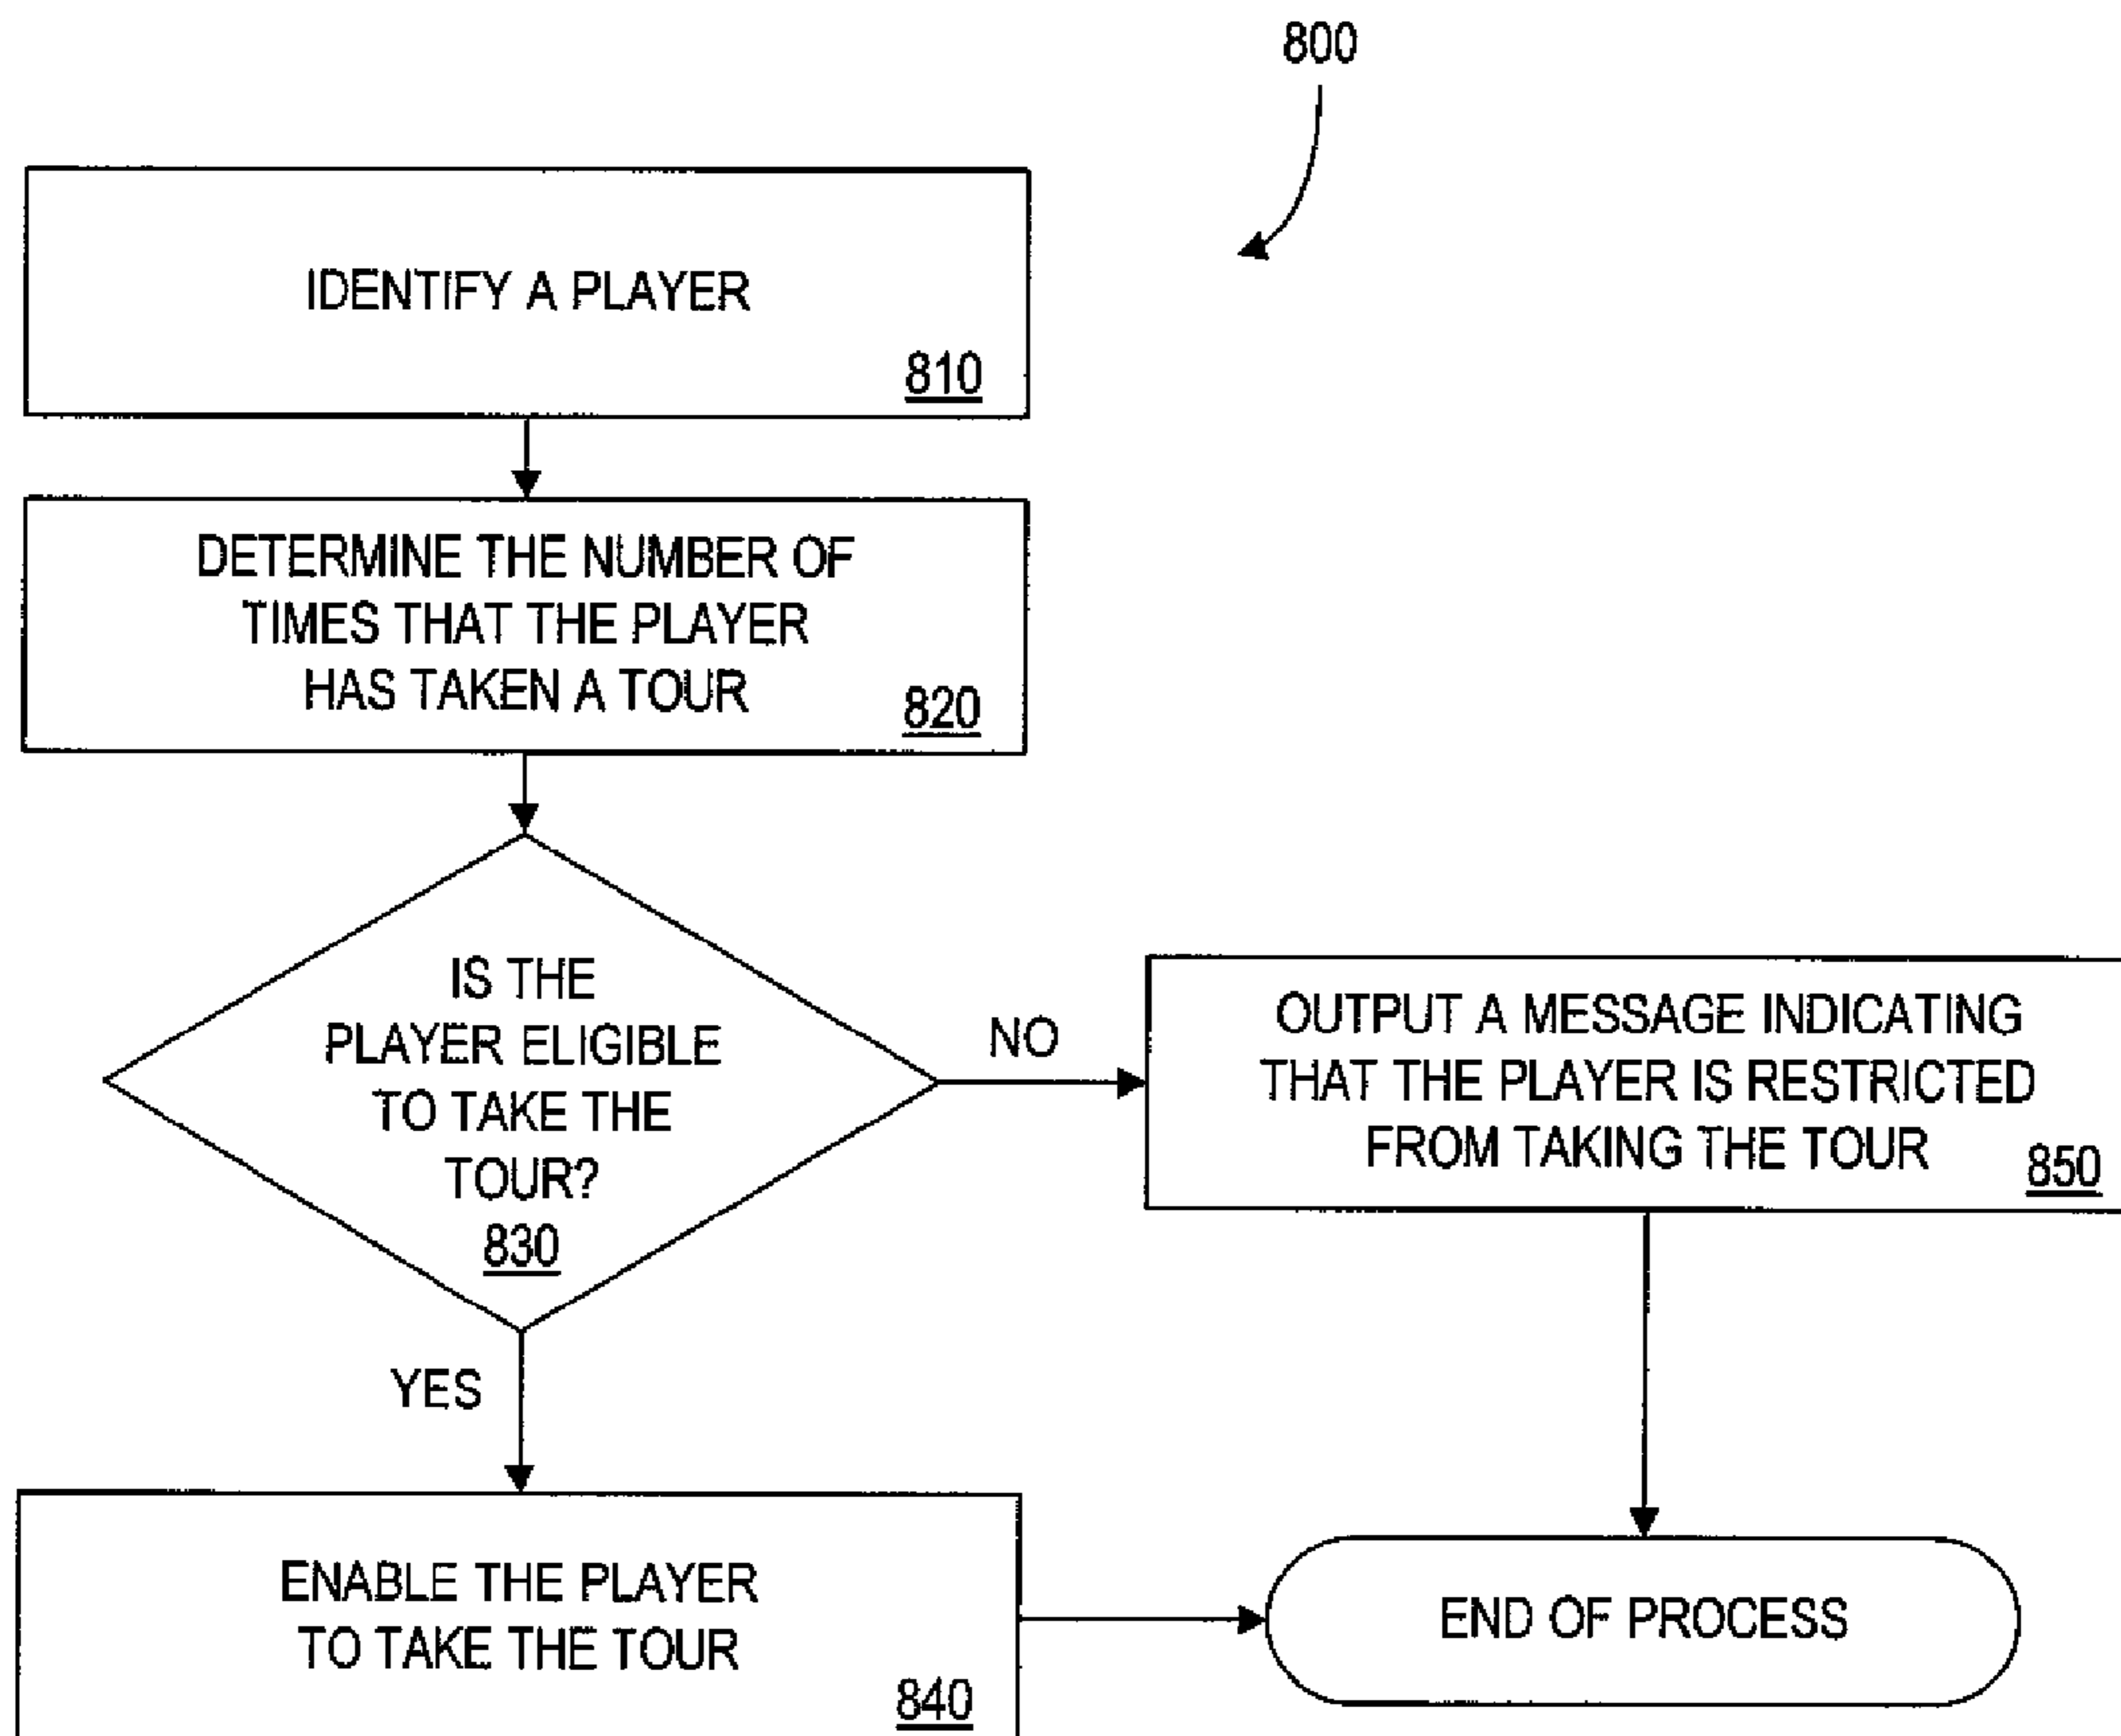 800
IDENTIFY A PLAYER
810
DETERMINE THE NUMBER OF
TIMES THAT THE PLAYER
HAS TAKEN A TOUR
820
IS THE
PLAYER ELIGIBLE
TO TAKE THE
TOUR?
830
NO
OUTPUT A MESSAGE INDICATING
THAT THE PLAYER IS RESTRICTED
FROM TAKING THE TOUR
850
YES
ENABLE THE PLAYER
TO TAKE THE TOUR
840
END OF PROCESS